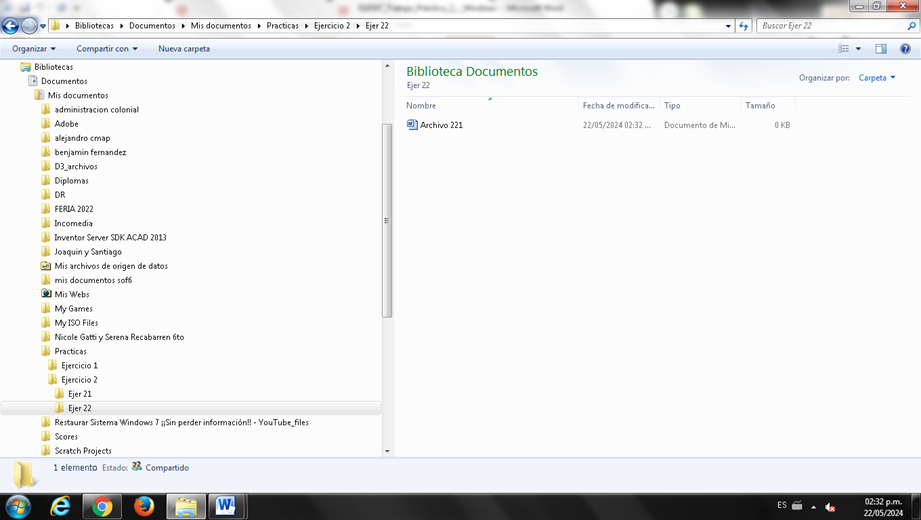 Bibliotecas ▸ Documentos ▸ Mis documentos ▸ Practicas ▸ Ejercicio 2 ▸ Ejer 22
Buscar Ejer 22
Organizar ▼ Compartir con ▼ Nueva carpeta
Bibliotecas
Documentos
Mis documentos
administracion colonial
Adobe
alejandro cmap
benjamin fernandez
D3_archivos
Diplomas
DR
FERIA 2022
Incomedia
Inventor Server SDK ACAD 2013
Joaquin y Santiago
Mis archivos de origen de datos
mis documentos sof6
Mis Webs
My Games
My ISO Files
Nicole Gatti y Serena Recabarren 6to
Practicas
Ejercicio 1
Ejercicio 2
Ejer 21
Ejer 22
Restaurar Sistema Windows 7 ¡¡Sin perder información!! - YouTube_files
Scores
Scratch Projects
Biblioteca Documentos
Ejer 22
Organizar por: Carpeta ▼
Nombre Fecha de modifica... Tipo Tamaño
Archivo 221 22/05/2024 02:32 ... Documento de Mi... 0 KB
1 elemento Estado: Compartido
ES
02:32 p.m.
22/05/2024